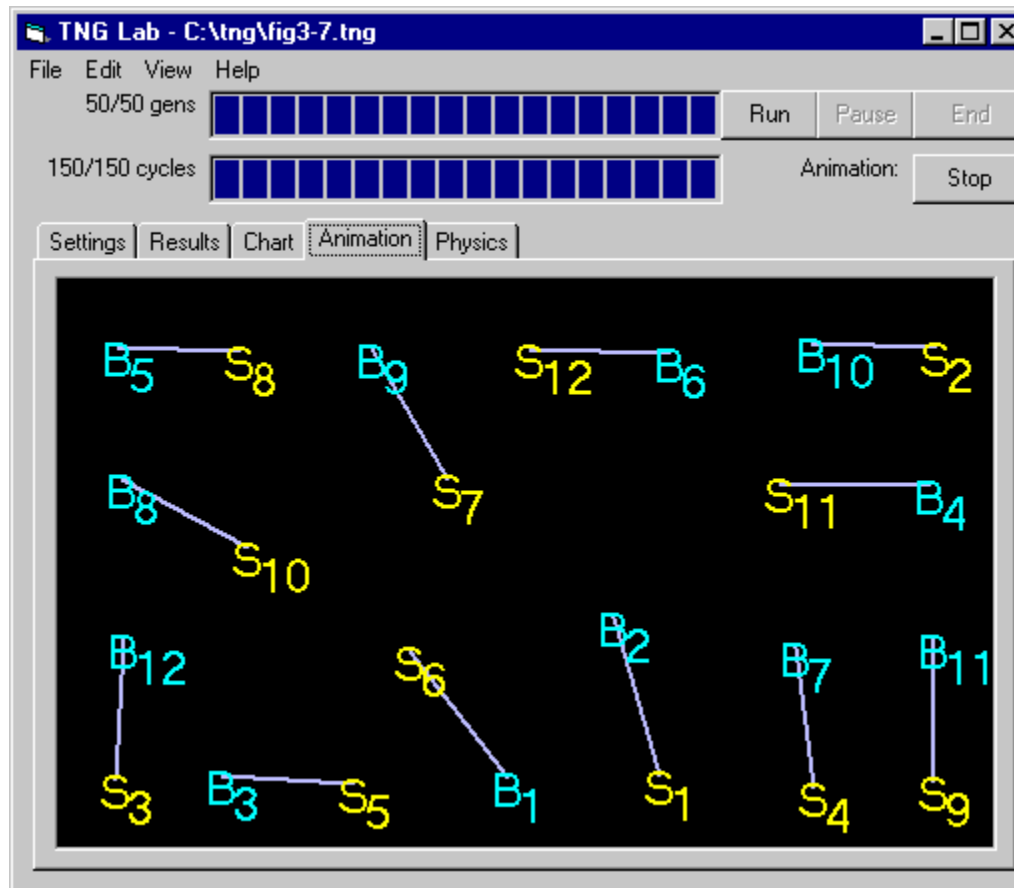 TNG Lab - C:\tng\fig3-7.tng
File Edit View Help
50/50 gens Run Pause End
150/150 cycles Animation: Stop
Settings Results Chart Animation Physics
B5 S8 B9 S12 B6 B10 S2
B8 S7 S11 B4
S10
B12 S6 B2 B7 B11
S3 B3 S5 B1 S1 S4 S9